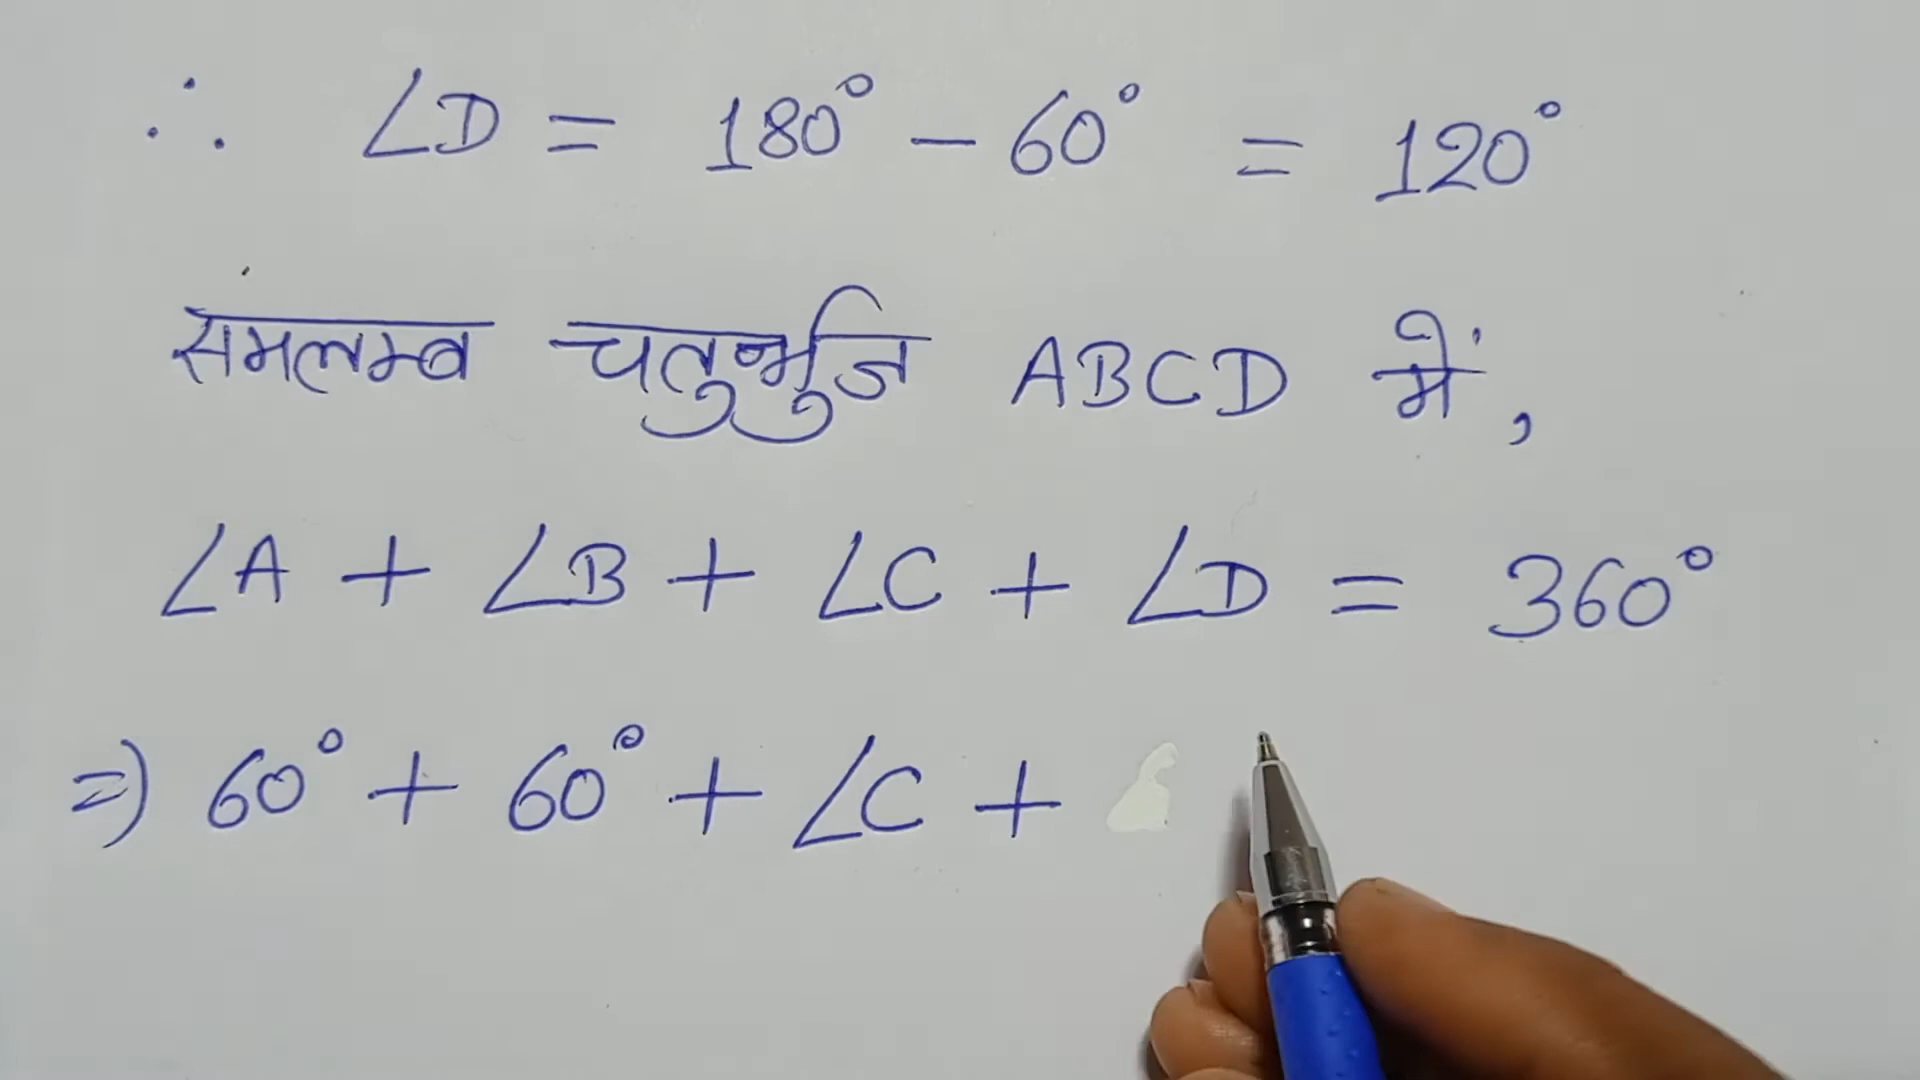 ∴ ∠D = 180° - 60° = 120°
समलम्ब चतुर्भुज ABCD में,
∠A + ∠B + ∠C + ∠D = 360°
⇒ 60° + 60° + ∠C +